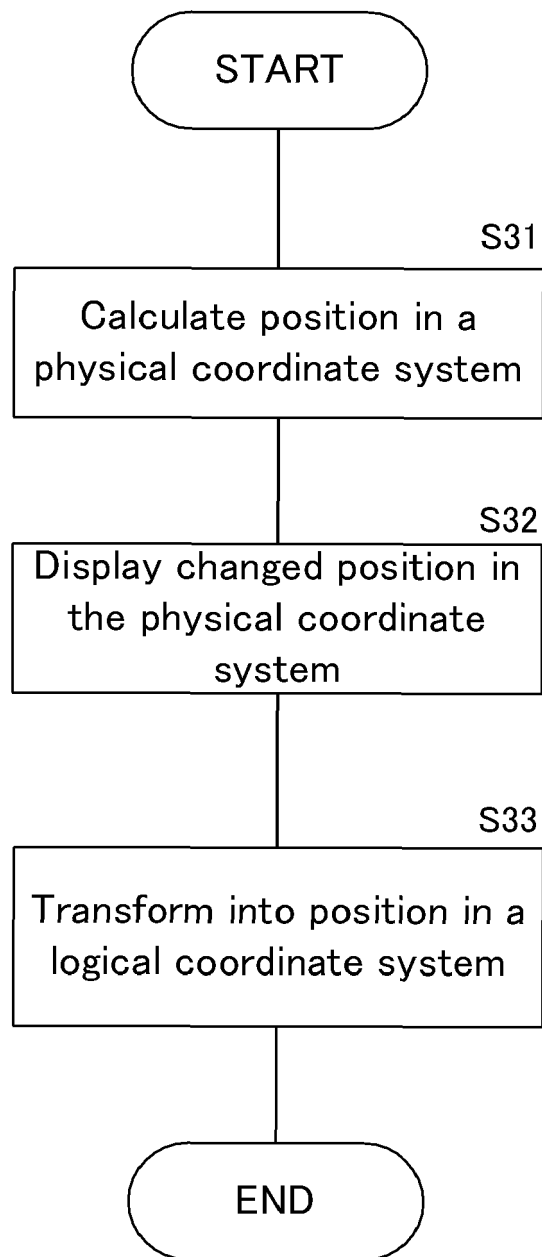 START
S31
Calculate position in a
physical coordinate system
S32
Display changed position in
the physical coordinate
system
S33
Transform into position in a
logical coordinate system
END